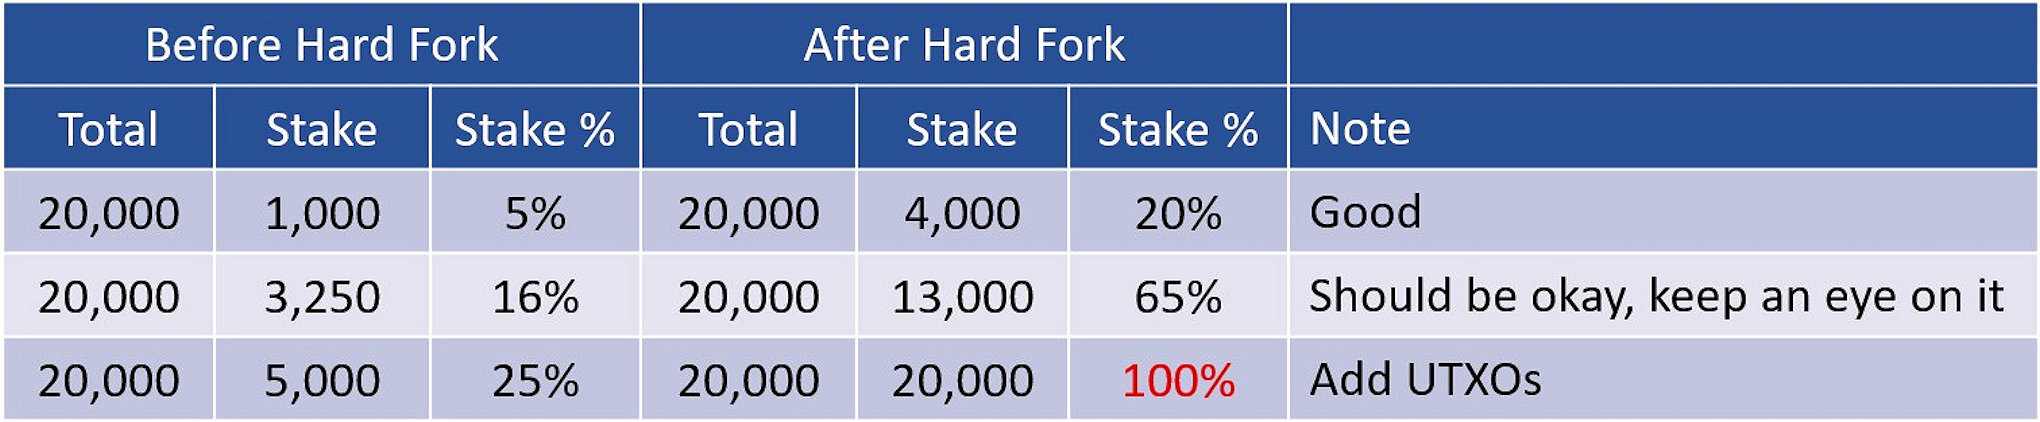 Before Hard Fork After Hard Fork
Total Stake Stake % Total Stake Stake % Note
20,000 1,000 5% 20,000 4,000 20% Good
20,000 3,250 16% 20,000 13,000 65% Should be okay, keep an eye on it
20,000 5,000 25% 20,000 20,000 100% Add UTXOs